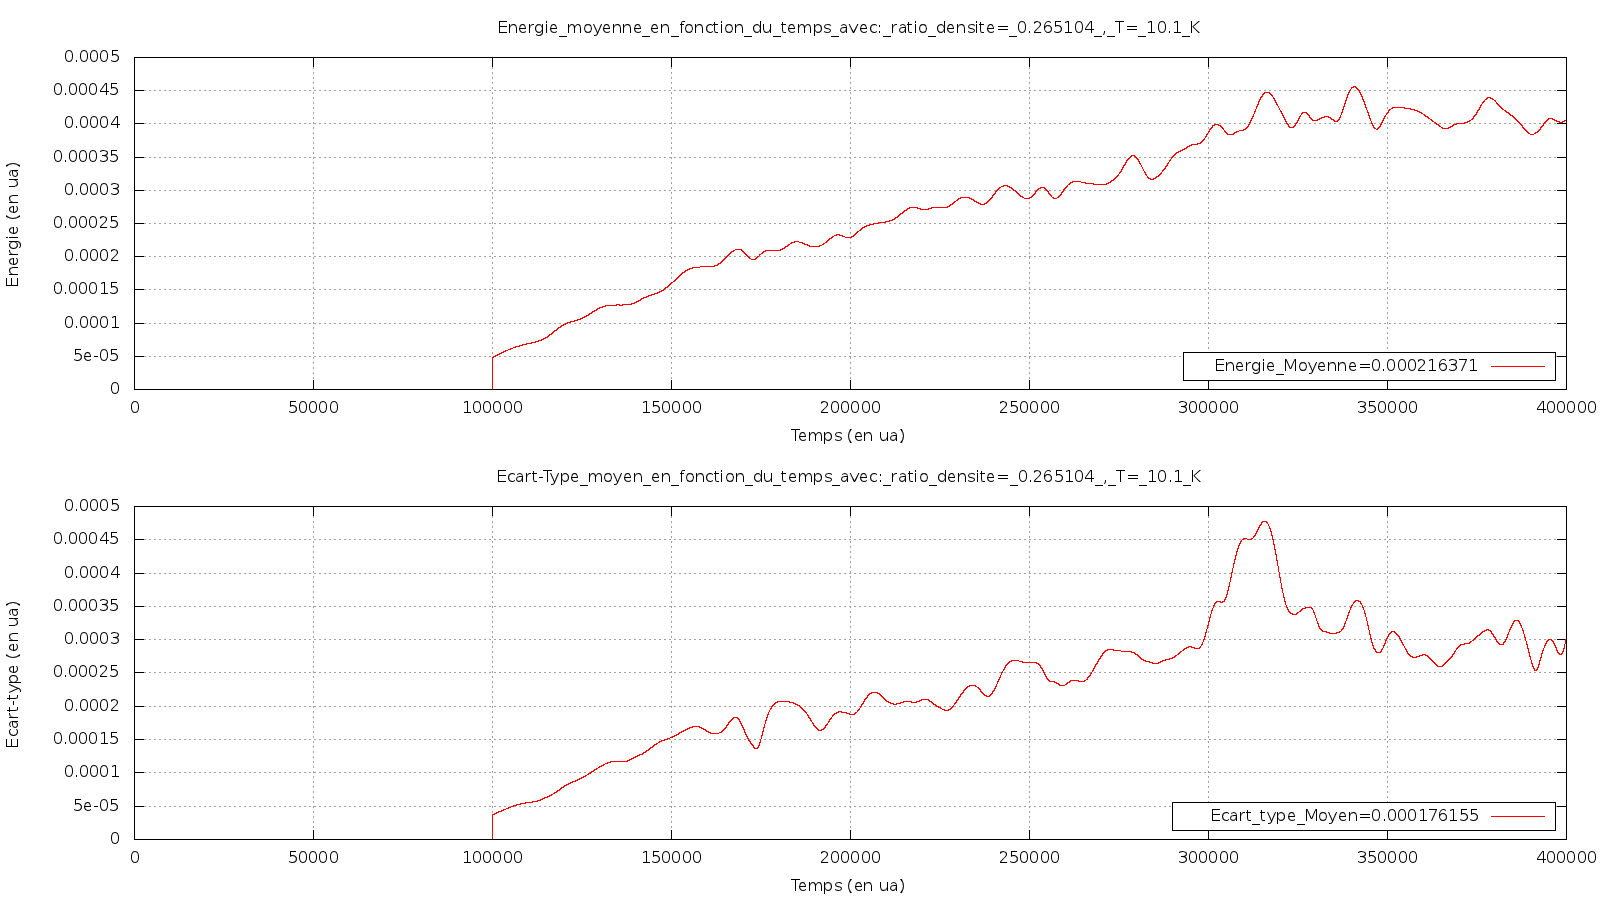 Energie_moyenne_en_fonction_du_temps_avec:_ratio_densite=_0.265104_,_T=_10.1_K
0.0005
0.00045
0.0004
0.00035
0.0003
0.00025
0.0002
0.00015
0.0001
5e-05
0
Energie (en ua)
Energie_Moyenne=0.000216371
0 50000 100000 150000 200000 250000 300000 350000 400000
Temps (en ua)
Ecart-Type_moyen_en_fonction_du_temps_avec:_ratio_densite=_0.265104_,_T=_10.1_K
0.0005
0.00045
0.0004
0.00035
0.0003
0.00025
0.0002
0.00015
0.0001
5e-05
0
Ecart-type (en ua)
Ecart_type_Moyen=0.000176155
0 50000 100000 150000 200000 250000 300000 350000 400000
Temps (en ua)